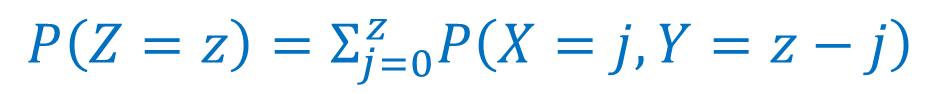 P(Z = z) = Σ_{j=0}^{z} P(X = j, Y = z − j)